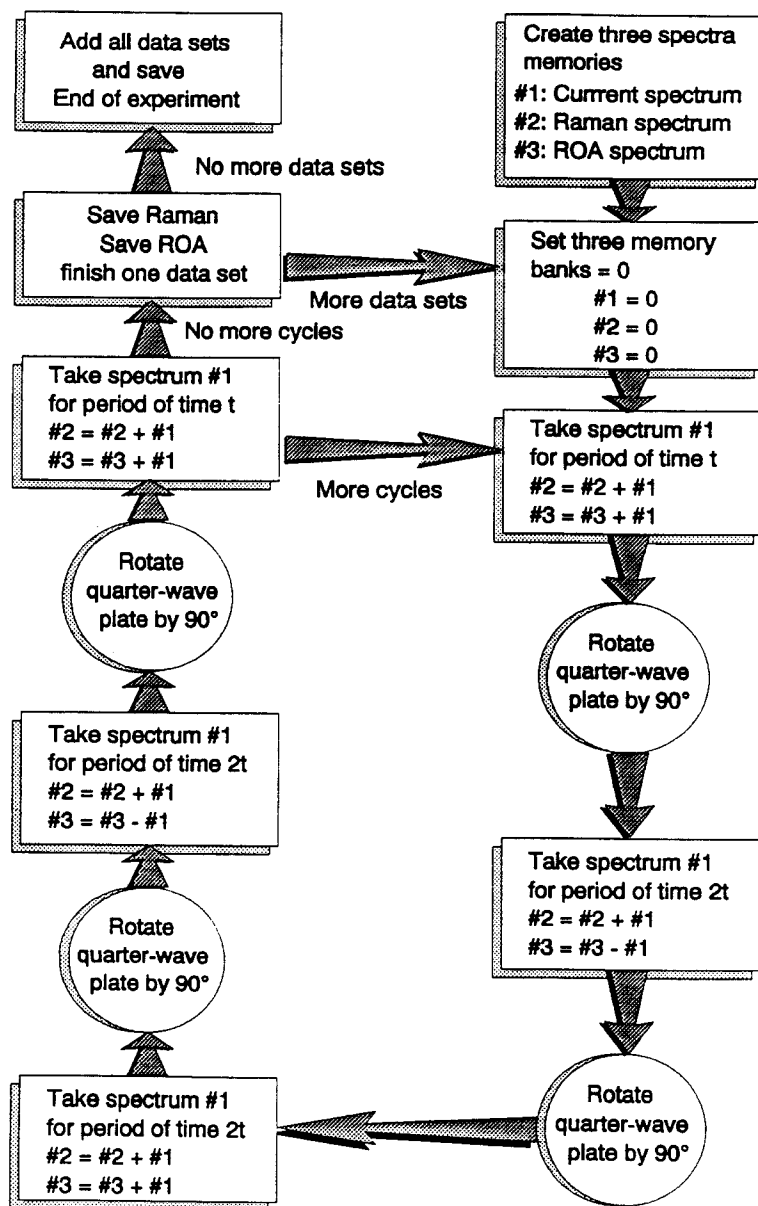 Create three spectra
memories
#1: Currrent spectrum
#2: Raman spectrum
#3: ROA spectrum
Set three memory
banks = 0
#1 = 0
#2 = 0
#3 = 0
Take spectrum #1
for period of time t
#2 = #2 + #1
#3 = #3 + #1
Rotate
quarter-wave
plate by 90°
Take spectrum #1
for period of time 2t
#2 = #2 + #1
#3 = #3 - #1
Rotate
quarter-wave
plate by 90°
Take spectrum #1
for period of time 2t
#2 = #2 + #1
#3 = #3 + #1
Rotate
quarter-wave
plate by 90°
Take spectrum #1
for period of time 2t
#2 = #2 + #1
#3 = #3 - #1
Rotate
quarter-wave
plate by 90°
Take spectrum #1
for period of time t
#2 = #2 + #1
#3 = #3 + #1
More cycles
No more cycles
Save Raman
Save ROA
finish one data set
More data sets
No more data sets
Add all data sets
and save
End of experiment